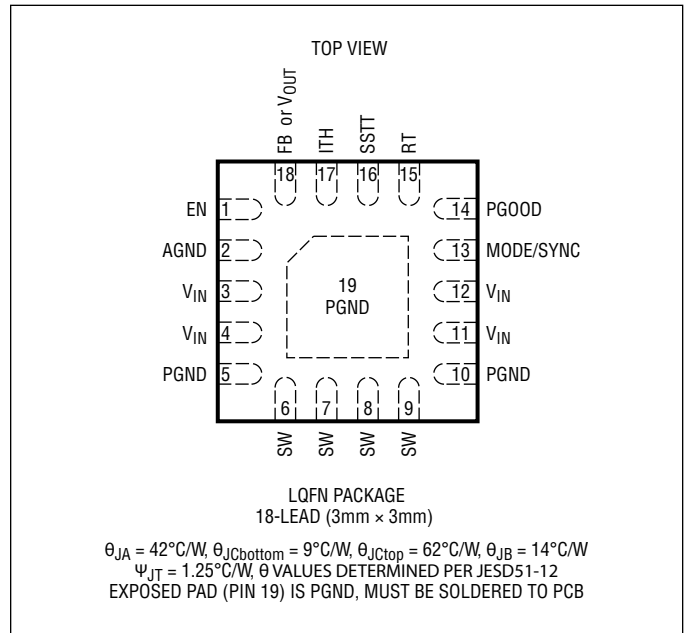 TOP VIEW
FB or VOUT
ITH
SSTT
RT
18 17 16 15
EN 1
14 PGOOD
AGND 2
13 MODE/SYNC
VIN 3
12 VIN
VIN 4
11 VIN
PGND 5
10 PGND
19
PGND
6 7 8 9
SW
SW
SW
SW
LQFN PACKAGE
18-LEAD (3mm × 3mm)
θJA = 42°C/W, θJCbottom = 9°C/W, θJCtop = 62°C/W, θJB = 14°C/W
ΨJT = 1.25°C/W, θ VALUES DETERMINED PER JESD51-12
EXPOSED PAD (PIN 19) IS PGND, MUST BE SOLDERED TO PCB